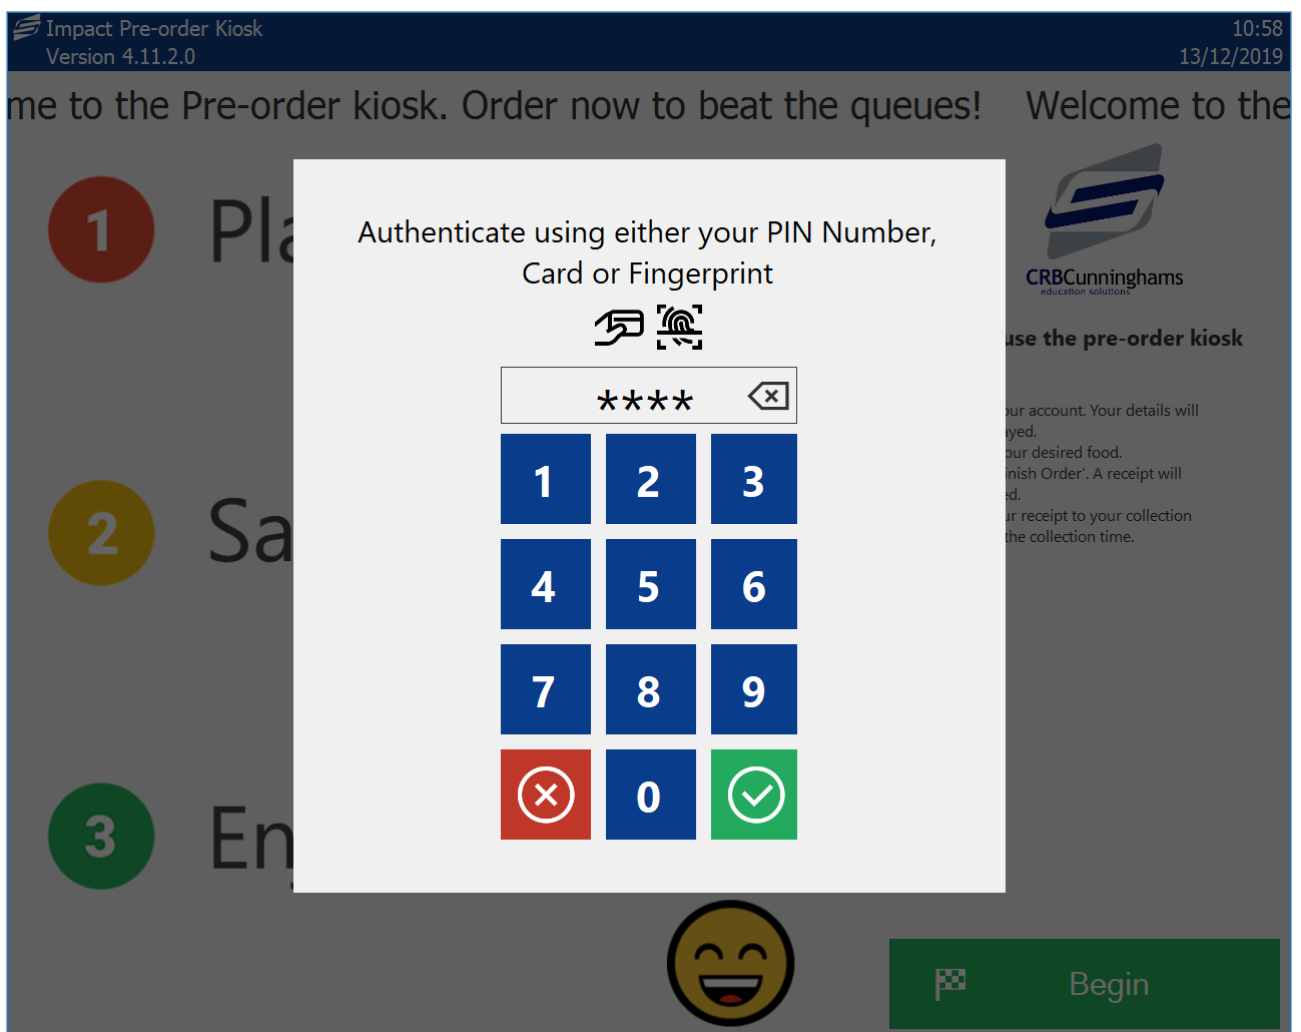 Impact Pre-order Kiosk
Version 4.11.2.0
10:58
13/12/2019
me to the Pre-order kiosk. Order now to beat the queues! Welcome to the
1
Pla
2
Sa
3
En
Authenticate using either your PIN Number,
Card or Fingerprint
****
1 2 3
4 5 6
7 8 9
0
CRBCunninghams
education solutions
use the pre-order kiosk
our account. Your details will
ayed.
our desired food.
inish Order'. A receipt will
ed.
ur receipt to your collection
the collection time.
Begin